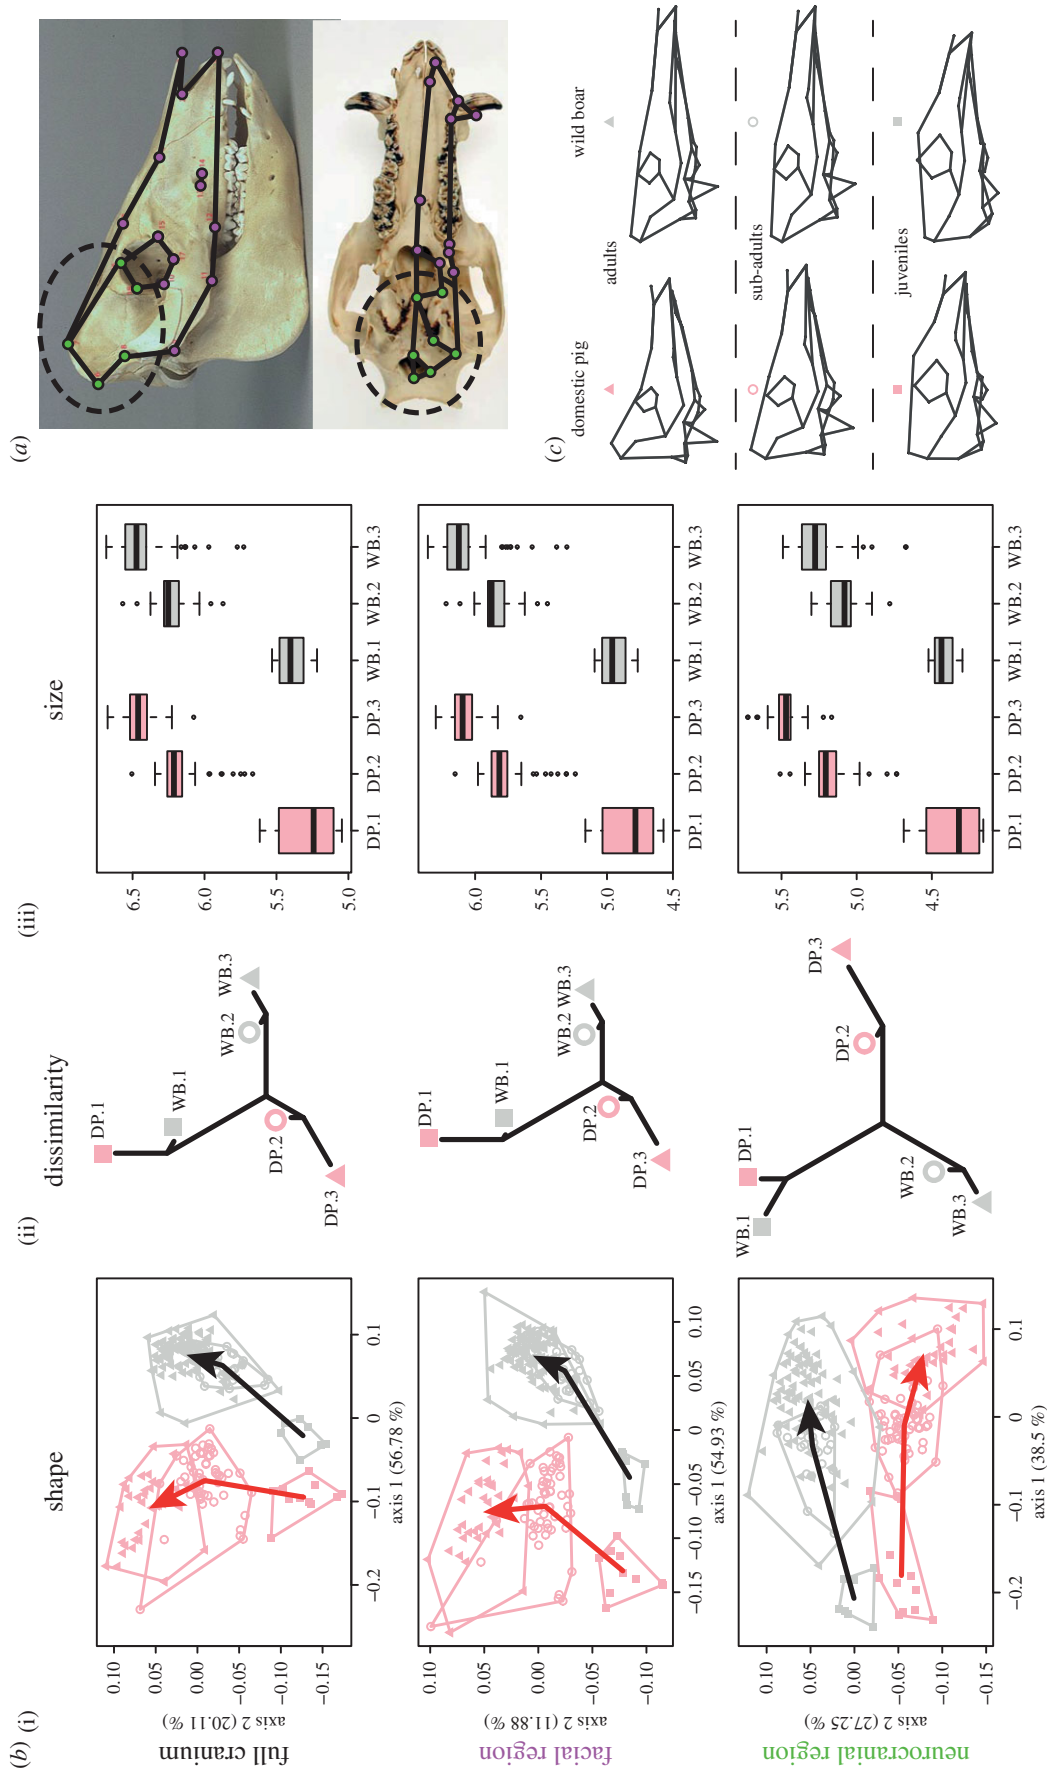 (a)
(b) (i)
shape
(ii)
dissimilarity
(iii)
size
full cranium
axis 2 (20.11 %)
0.10
0.05
0.00
−0.05
−0.10
−0.15
−0.2
−0.1
0
0.1
axis 1 (56.78 %)
DP.1
WB.1
DP.2
DP.3
WB.2
WB.3
6.5
6.0
5.5
5.0
DP.1
DP.2
DP.3
WB.1
WB.2
WB.3
facial region
axis 2 (11.88 %)
0.10
0.05
0.00
−0.05
−0.10
−0.15
−0.10
−0.05
0
0.05
0.10
axis 1 (54.93 %)
DP.1
WB.1
DP.2
DP.3
WB.2 WB.3
6.5
6.0
5.5
5.0
4.5
DP.1
DP.2
DP.3
WB.1
WB.2
WB.3
neurocranial region
axis 2 (27.25 %)
0.10
0.05
0.00
−0.05
−0.10
−0.15
−0.2
−0.1
0
0.1
axis 1 (38.5 %)
WB.1
DP.1
WB.2
WB.3
DP.2
DP.3
5.5
5.0
4.5
DP.1
DP.2
DP.3
WB.1
WB.2
WB.3
(c)
domestic pig
wild boar
adults
sub-adults
juveniles